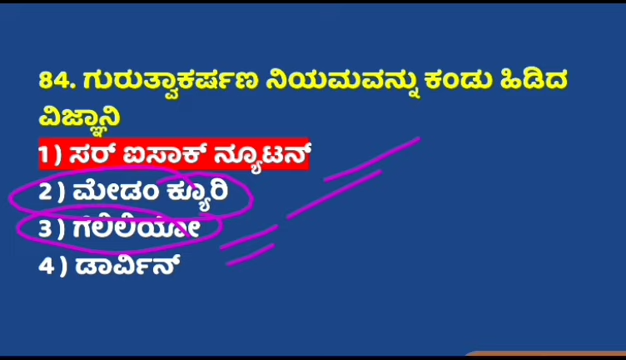 84. ಗುರುತ್ವಾಕರ್ಷಣ ನಿಯಮವನ್ನು ಕಂಡು ಹಿಡಿದ
ವಿಜ್ಞಾನಿ
1) ಸರ್ ಐಸಾಕ್ ನ್ಯೂಟನ್
2) ಮೇಡಂ ಕ್ಯೂರಿ
3) ಗೆಲಿಲಿಯೋ
4) ಡಾರ್ವಿನ್